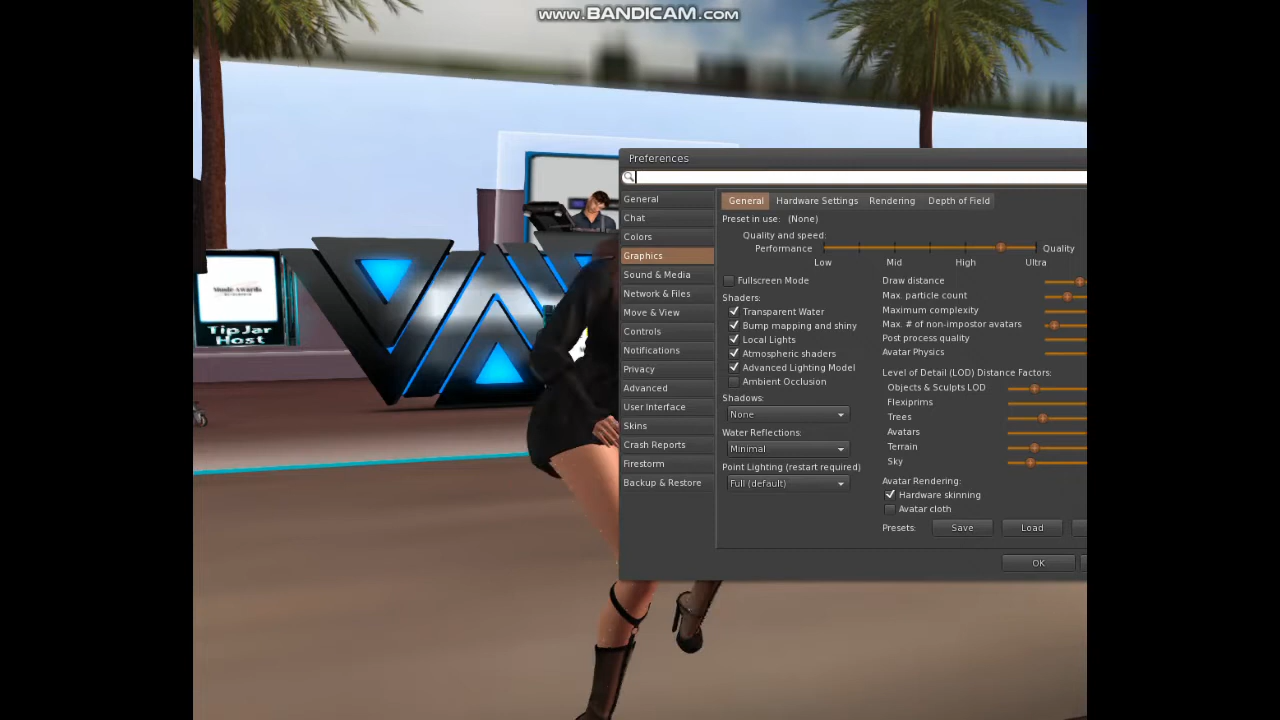 www.BANDICAM.com
Preferences
General
Chat
Colors
Graphics
Sound & Media
Network & Files
Move & View
Controls
Notifications
Privacy
Advanced
User Interface
Skins
Crash Reports
Firestorm
Backup & Restore
General Hardware Settings Rendering Depth of Field
Preset in use: (None)
Quality and speed:
Performance Quality
Low Mid High Ultra
Fullscreen Mode
Shaders:
Transparent Water
Bump mapping and shiny
Local Lights
Atmospheric shaders
Advanced Lighting Model
Ambient Occlusion
Shadows:
None
Water Reflections:
Minimal
Point Lighting (restart required)
Full (default)
Draw distance
Max. particle count
Maximum complexity
Max. # of non-impostor avatars
Post process quality
Avatar Physics
Level of Detail (LOD) Distance Factors:
Objects & Sculpts LOD
Flexiprims
Trees
Avatars
Terrain
Sky
Avatar Rendering:
Hardware skinning
Avatar cloth
Presets: Save Load
OK
Tip Jar
Host